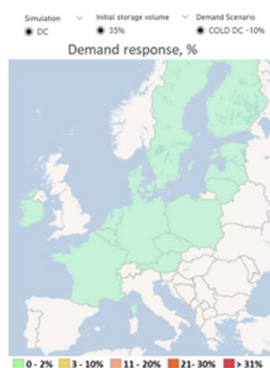 Simulation Initial storage volume Demand Scenario
DC 35% COLD DC -10%
Demand response, %
0 - 2% 3 - 10% 11 - 20% 21- 30% > 31%